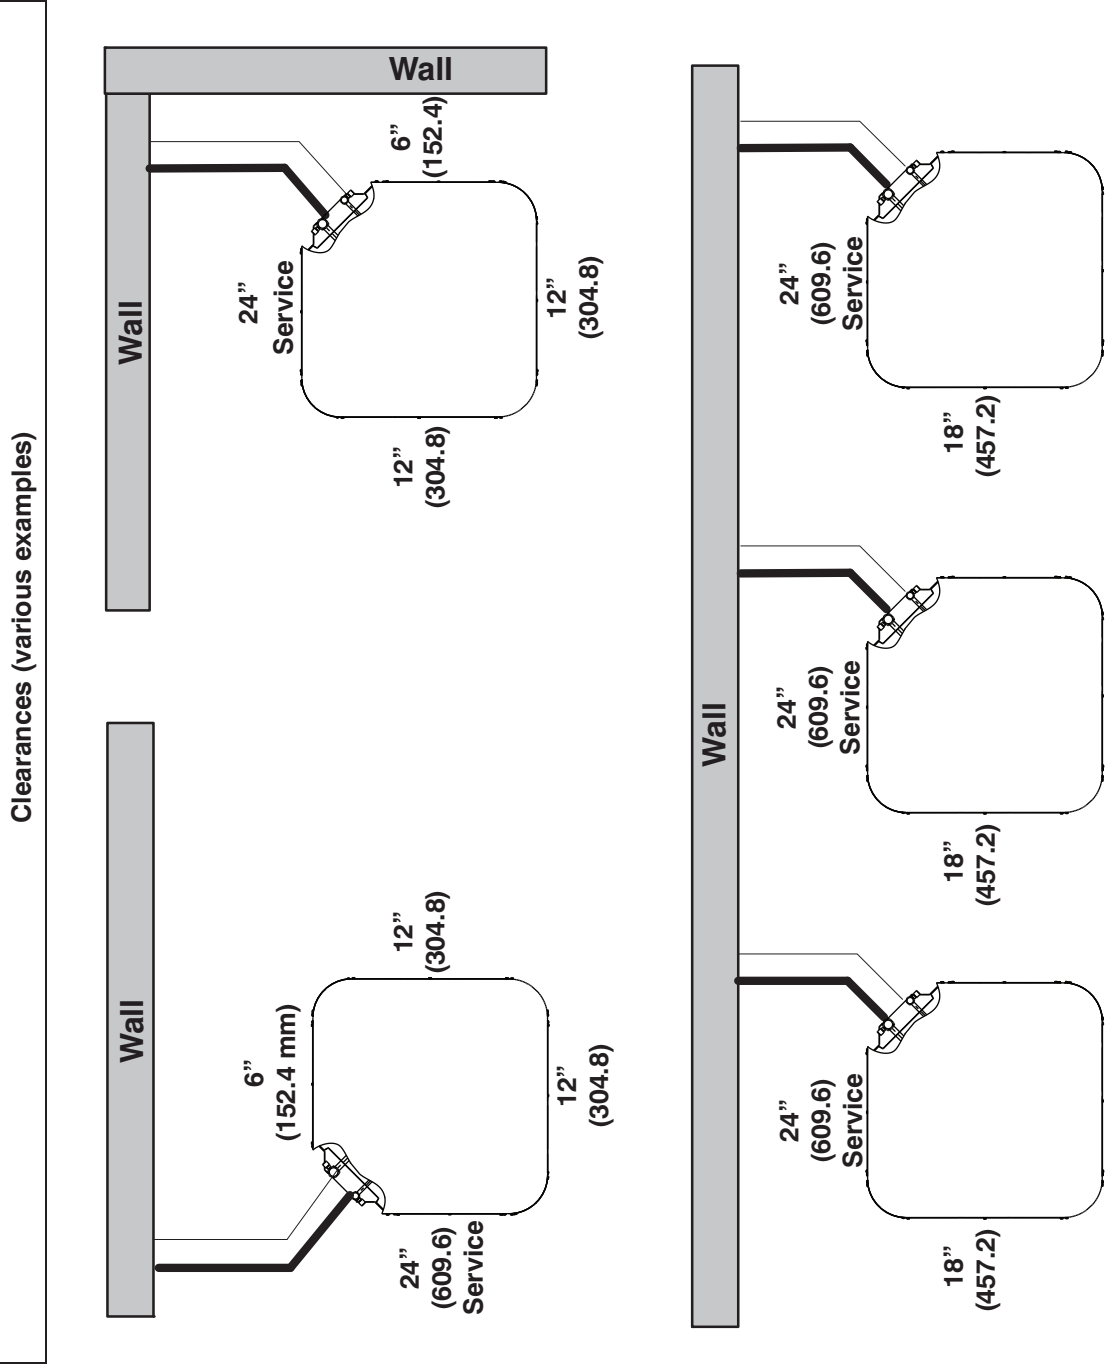 Clearances (various examples)
Wall
6”
(152.4 mm)
24”
(609.6)
Service
12”
(304.8)
12”
(304.8)
Wall
Wall
24”
Service
6”
(152.4)
12”
(304.8)
12”
(304.8)
Wall
24”
(609.6)
Service
18”
(457.2)
24”
(609.6)
Service
18”
(457.2)
24”
(609.6)
Service
18”
(457.2)